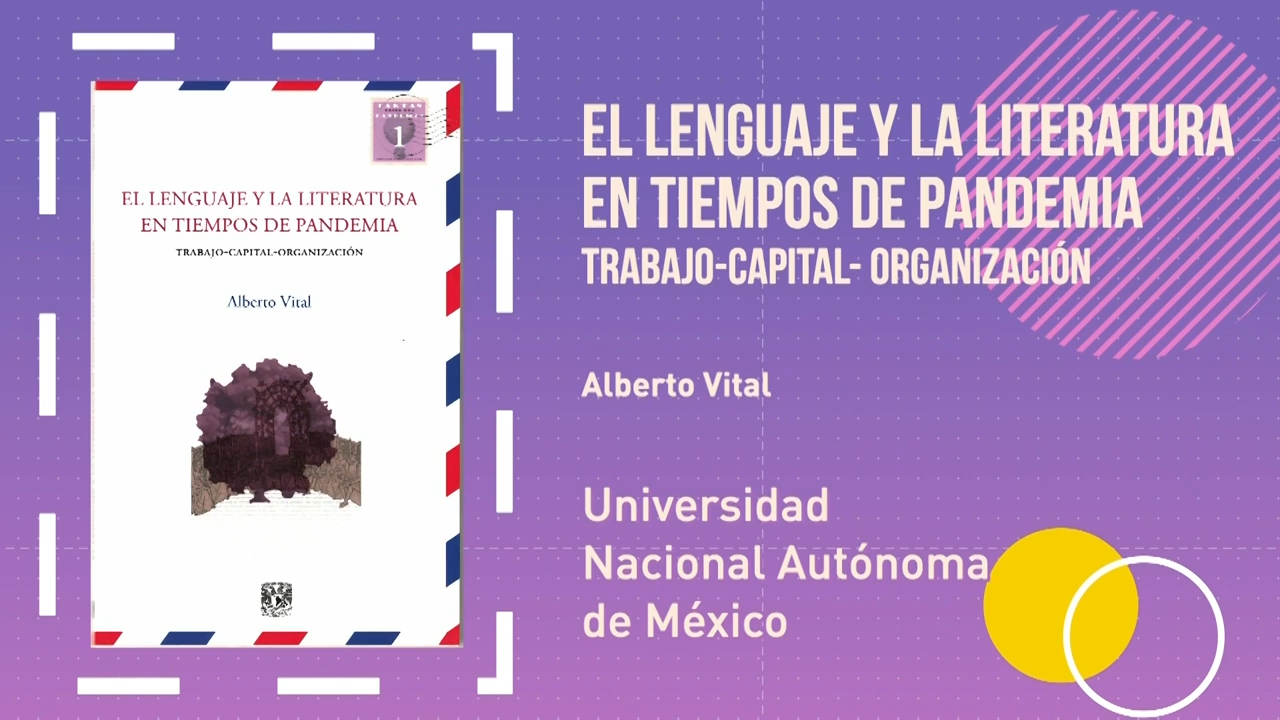 1
EL LENGUAJE Y LA LITERATURA
EN TIEMPOS DE PANDEMIA
TRABAJO-CAPITAL-ORGANIZACIÓN
Alberto Vital
EL LENGUAJE Y LA LITERATURA
EN TIEMPOS DE PANDEMIA
TRABAJO-CAPITAL- ORGANIZACIÓN
Alberto Vital
Universidad
Nacional Autónoma
de México